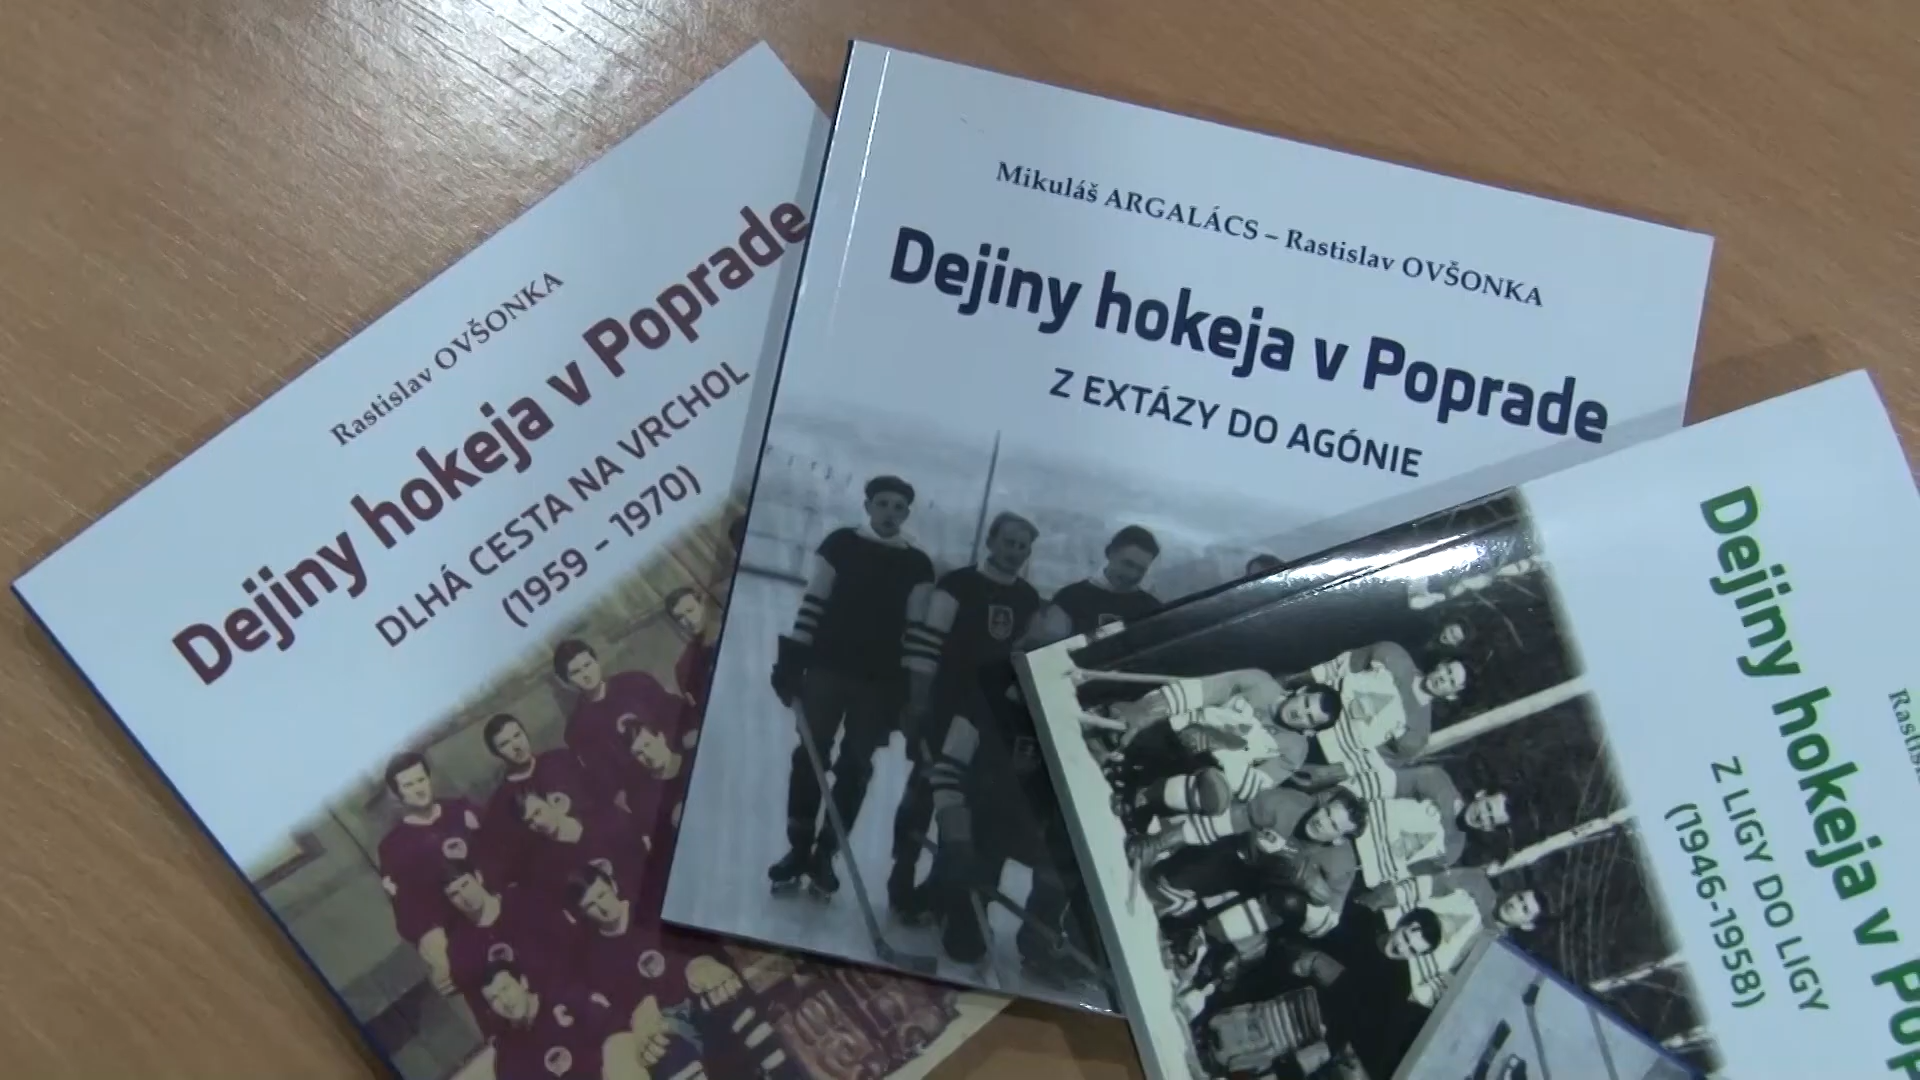 Rastislav OVŠONKA
Dejiny hokeja v Poprade
DLHÁ CESTA NA VRCHOL
(1959 – 1970)
Mikuláš ARGALÁCS – Rastislav OVŠONKA
Dejiny hokeja v Poprade
Z EXTÁZY DO AGÓNIE
Dejiny hokeja v
Z LIGY DO LIGY
(1946-1958)